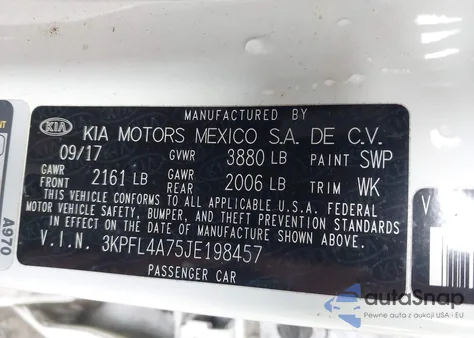 MANUFACTURED BY
KIA KIA MOTORS MEXICO S.A. DE C.V.
09/17 GVWR 3880 LB PAINT SWP
GAWR FRONT 2161 LB GAWR REAR 2006 LB TRIM WK
THIS VEHICLE CONFORMS TO ALL APPLICABLE FEDERAL
MOTOR VEHICLE SAFETY, BUMPER, AND THEFT PREVENTION STANDARDS
IN EFFECT ON THE DATE OF MANUFACTURE SHOWN ABOVE.
V.I.N. 3KPFL4A75JE198457
PASSENGER CAR
A970
PAINT
V
autoSnap
Pewne auta z aukcji USA i EU